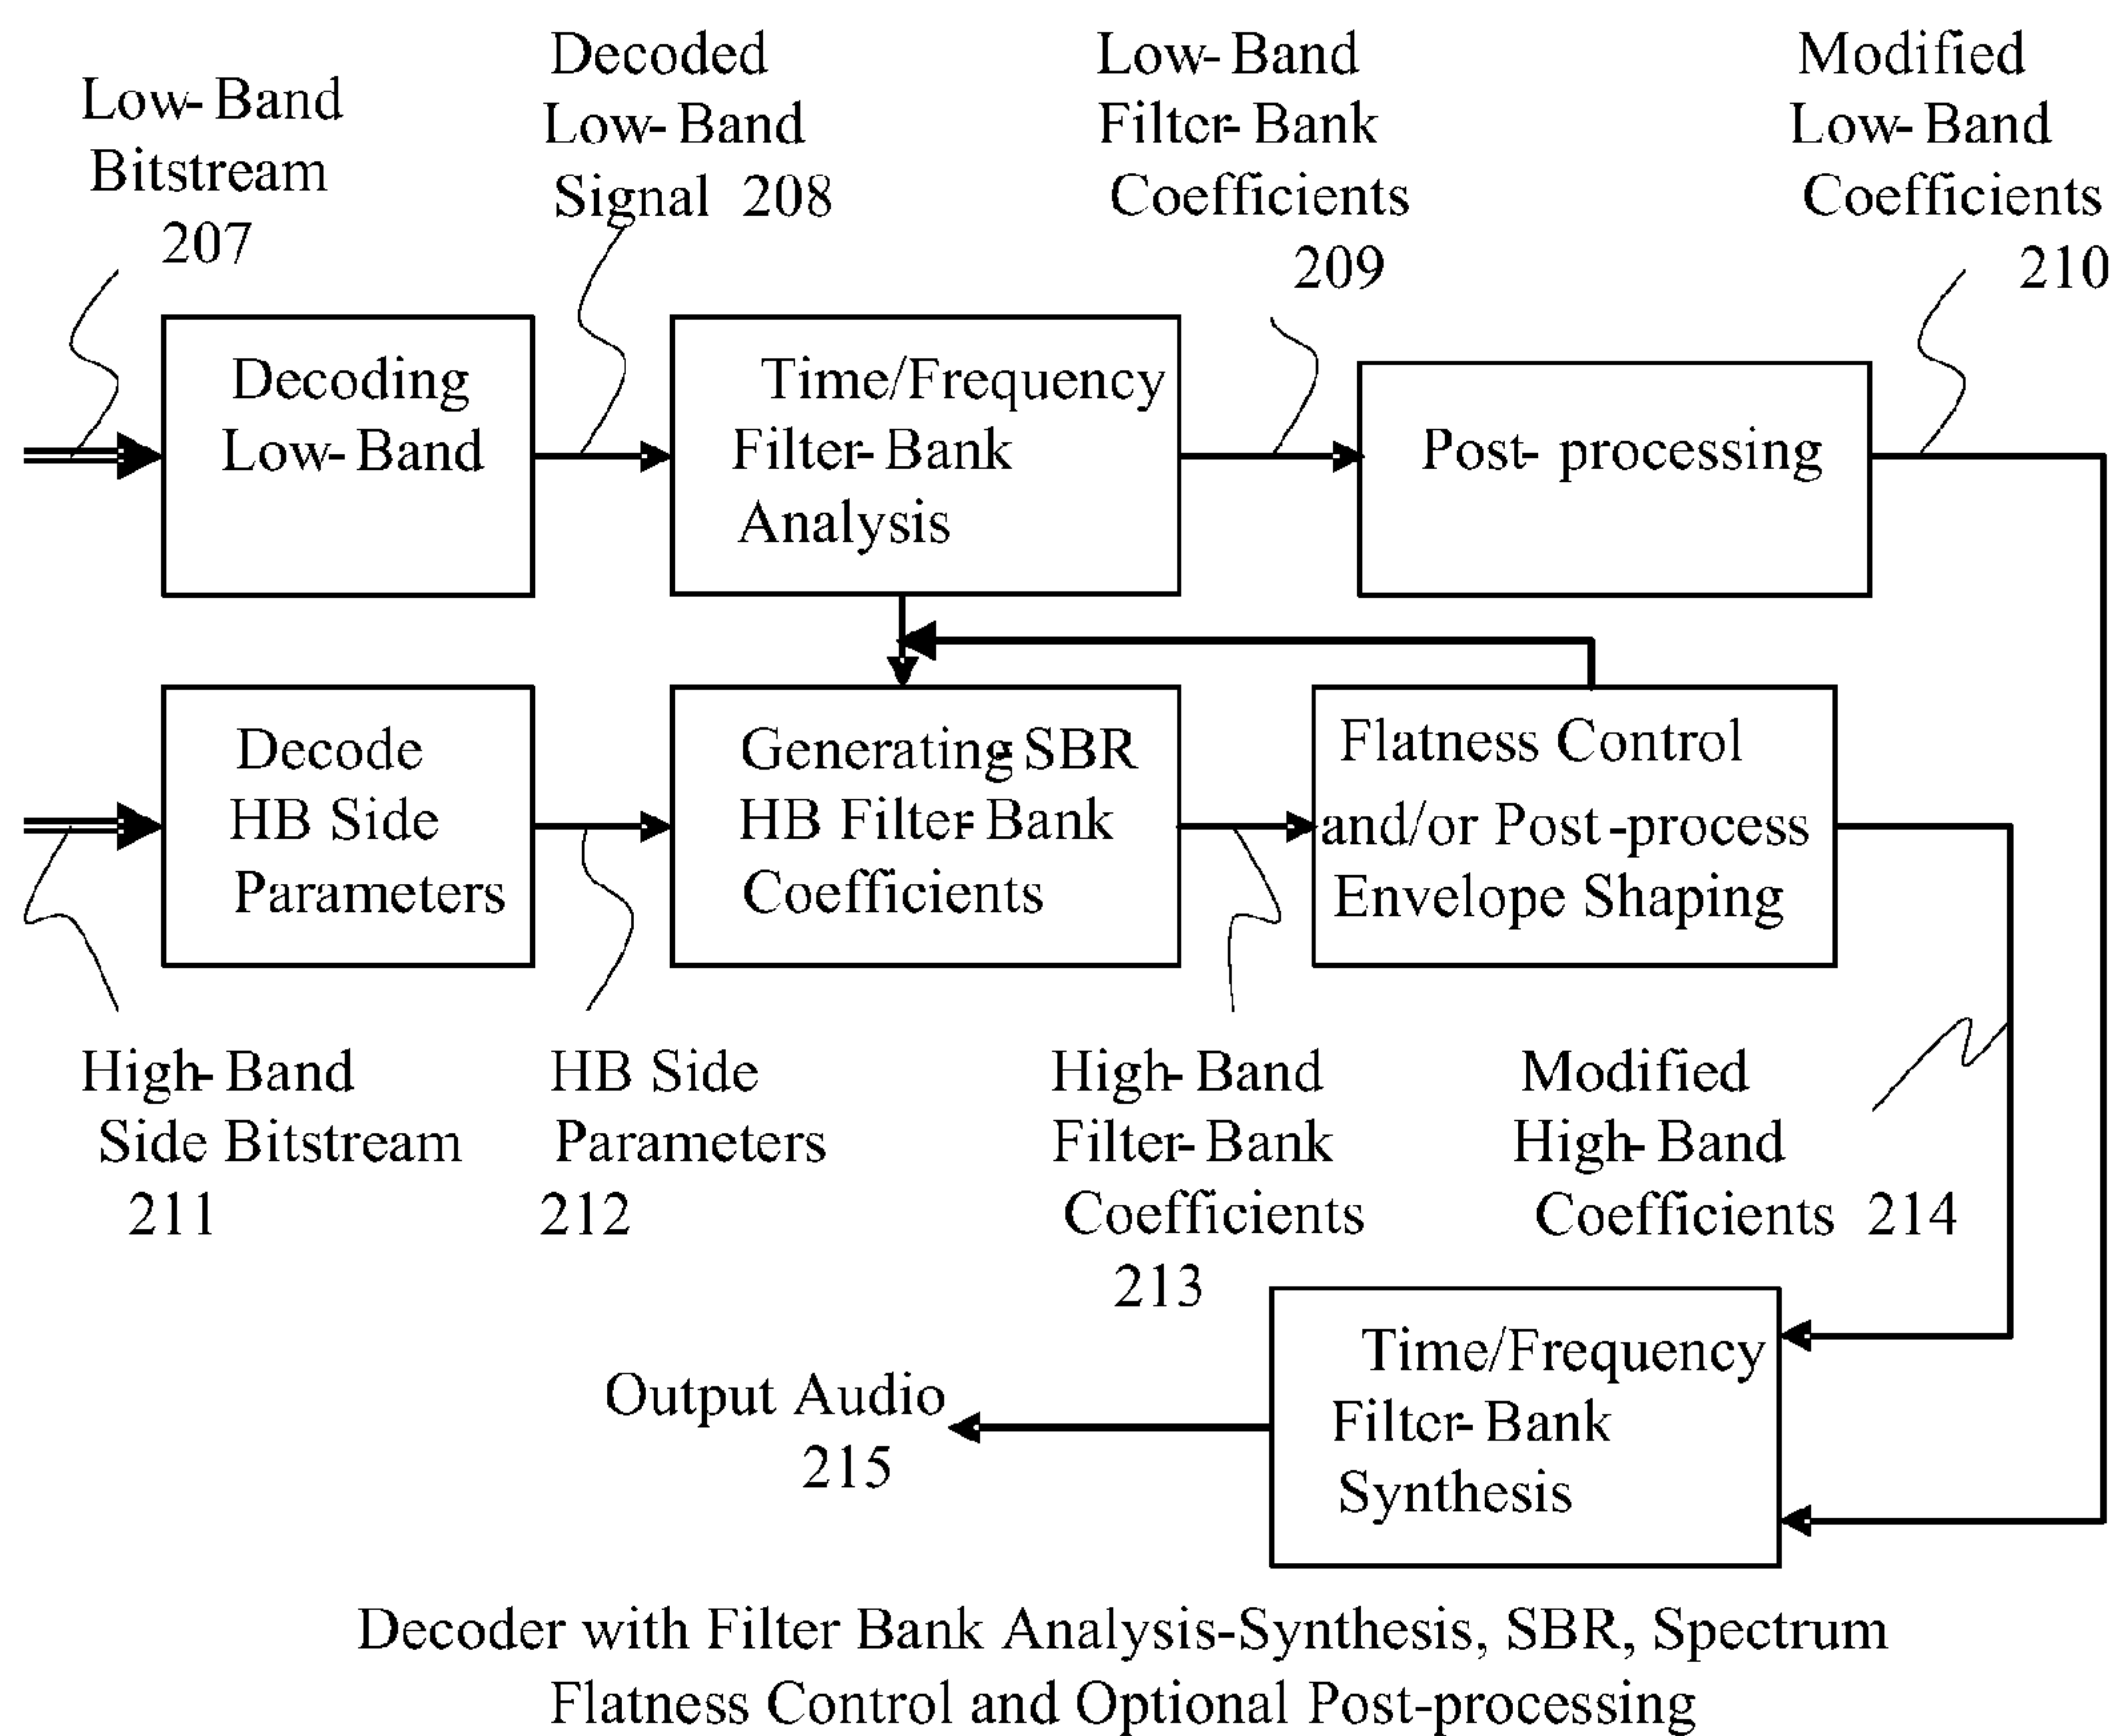 Low-Band
Bitstream
207
Decoded
Low-Band
Signal 208
Low-Band
Filter-Bank
Coefficients
209
Modified
Low-Band
Coefficients
210
Decoding
Low-Band
Time/Frequency
Filter-Bank
Analysis
Post-processing
Decode
HB Side
Parameters
Generating SBR
HB Filter-Bank
Coefficients
Flatness Control
and/or Post-process
Envelope Shaping
High-Band
Side Bitstream
211
HB Side
Parameters
212
High-Band
Filter-Bank
Coefficients
213
Modified
High-Band
Coefficients 214
Time/Frequency
Filter-Bank
Synthesis
Output Audio
215
Decoder with Filter Bank Analysis-Synthesis, SBR, Spectrum
Flatness Control and Optional Post-processing